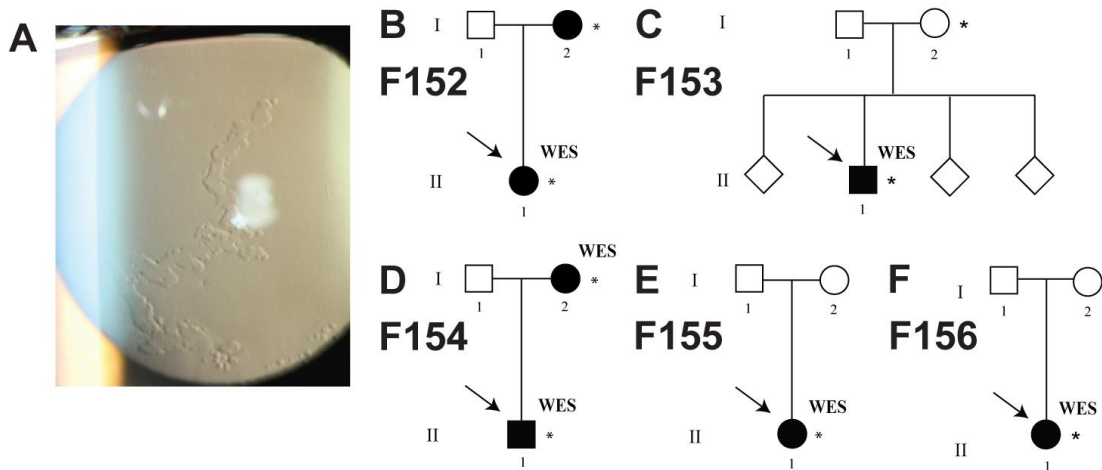 A
B I
1 2 *
F152
WES
II *
1
C I
1 2 *
F153
WES
II *
1
WES
D I *
1 2
F154
WES
II *
1
E I
1 2
F155
WES
II *
1
F I
1 2
F156
WES
II *
1